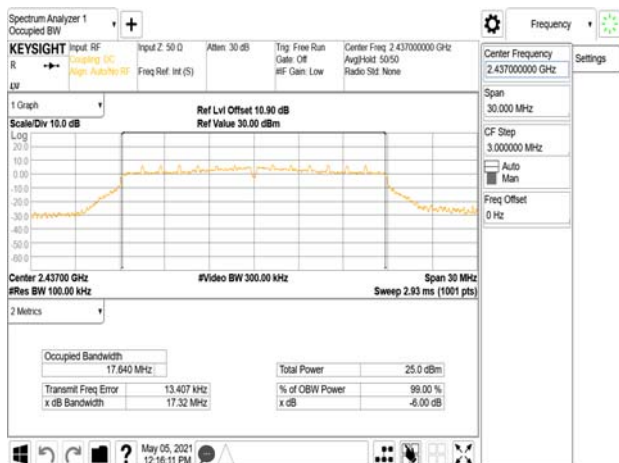 Spectrum Analyzer 1
Occupied BW
Frequency
KEYSIGHT
R
LV
Input: RF
Coupling: DC
Align: Auto/No RF
Input Z: 50 Ω
Freq Ref: Int (S)
Atten: 30 dB
Trig: Free Run
Gate: Off
#IF Gain: Low
Center Freq: 2.437000000 GHz
Avg|Hold: 50/50
Radio Std: None
Center Frequency
2.437000000 GHz
Settings
Span
30.000 MHz
CF Step
3.000000 MHz
Auto
Man
Freq Offset
0 Hz
1 Graph
Scale/Div 10.0 dB
Ref Lvl Offset 10.90 dB
Ref Value 30.00 dBm
Log
20.0
10.0
0.00
-10.0
-20.0
-30.0
-40.0
-50.0
-60.0
Center 2.43700 GHz
#Res BW 100.00 kHz
#Video BW 300.00 kHz
Span 30 MHz
Sweep 2.93 ms (1001 pts)
2 Metrics
Occupied Bandwidth
17.640 MHz
Transmit Freq Error 13.407 kHz
x dB Bandwidth 17.32 MHz
Total Power 25.0 dBm
% of OBW Power 99.00 %
x dB -6.00 dB
?
May 05, 2021
12:16:11 PM